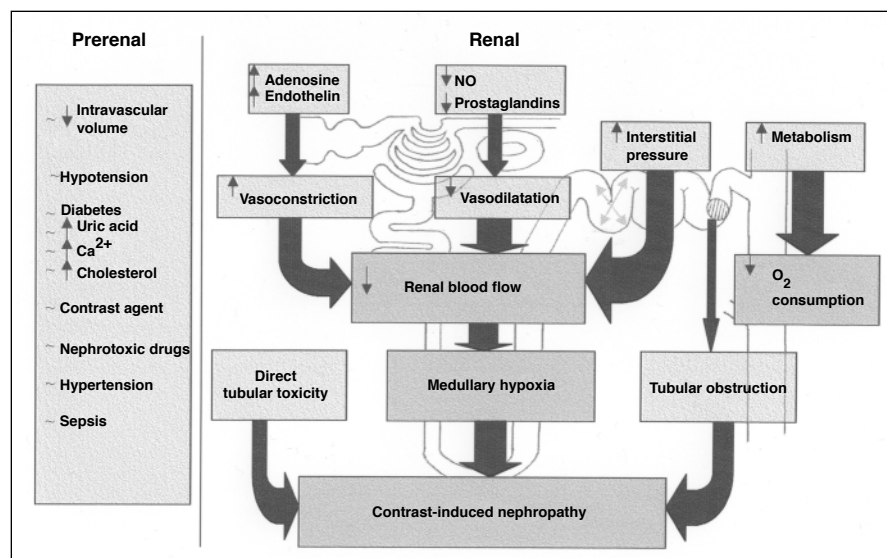 Prerenal
↓ Intravascular
volume
~ Hypotension
~ Diabetes
~ ↑ Uric acid
~ ↑ Ca2+
~ ↑ Cholesterol
~ Contrast agent
~ Nephrotoxic drugs
~ Hypertension
~ Sepsis
Renal
↑ Adenosine
↑ Endothelin
↓ NO
↓ Prostaglandins
↑ Interstitial
pressure
↑ Metabolism
↑ Vasoconstriction
↓ Vasodilatation
↓ Renal blood flow
↓ O2
consumption
Direct
tubular toxicity
Medullary hypoxia
Tubular obstruction
Contrast-induced nephropathy